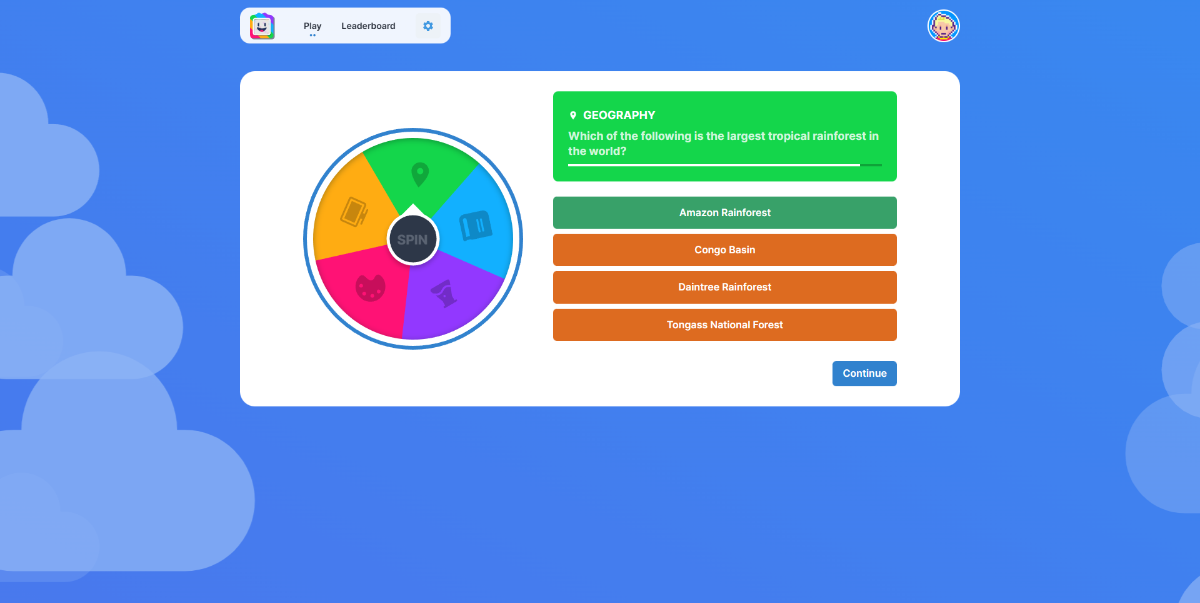 Play
Leaderboard
GEOGRAPHY
Which of the following is the largest tropical rainforest in
the world?
SPIN
Amazon Rainforest
Congo Basin
Daintree Rainforest
Tongass National Forest
Continue